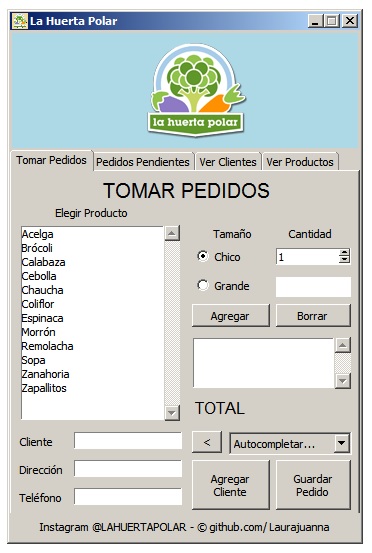 La Huerta Polar
la huerta polar
Tomar Pedidos Pedidos Pendientes Ver Clientes Ver Productos
TOMAR PEDIDOS
Elegir Producto
Tamaño Cantidad
Acelga
Brócoli
Calabaza
Cebolla
Chaucha
Coliflor
Espinaca
Morrón
Remolacha
Sopa
Zanahoria
Zapallitos
Chico 1
Grande
Agregar Borrar
TOTAL
Cliente
Dirección
Teléfono
< Autocompletar...
Agregar
Cliente
Guardar
Pedido
Instagram @LAHUERTAPOLAR - © github.com/Laurajuanna